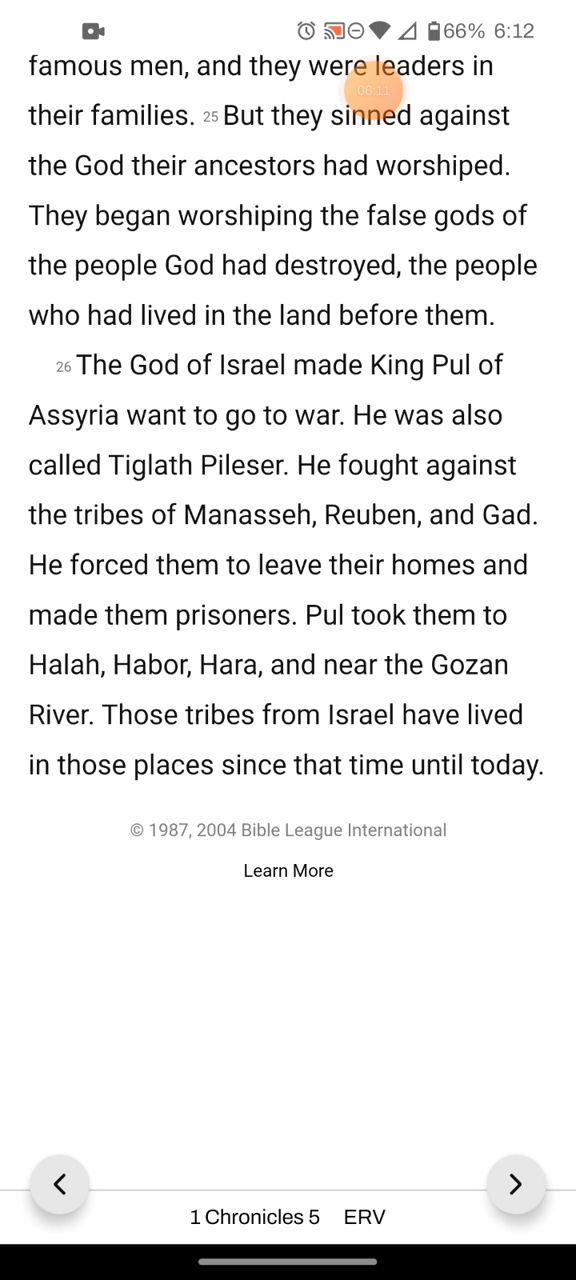 66% 6:12
famous men, and they were leaders in
06:11
their families. 25 But they sinned against
the God their ancestors had worshiped.
They began worshiping the false gods of
the people God had destroyed, the people
who had lived in the land before them.
26 The God of Israel made King Pul of
Assyria want to go to war. He was also
called Tiglath Pileser. He fought against
the tribes of Manasseh, Reuben, and Gad.
He forced them to leave their homes and
made them prisoners. Pul took them to
Halah, Habor, Hara, and near the Gozan
River. Those tribes from Israel have lived
in those places since that time until today.
© 1987, 2004 Bible League International
Learn More
1 Chronicles 5 ERV